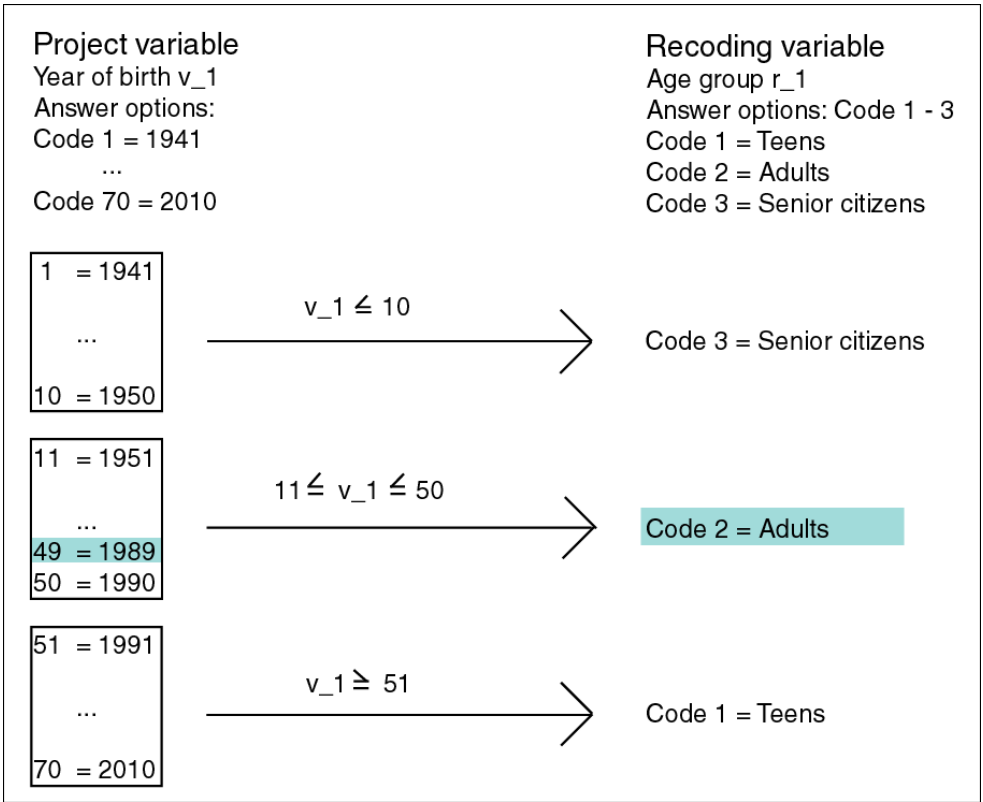 Project variable
Year of birth v_1
Answer options:
Code 1 = 1941
...
Code 70 = 2010
Recoding variable
Age group r_1
Answer options: Code 1 - 3
Code 1 = Teens
Code 2 = Adults
Code 3 = Senior citizens
1 = 1941
...
10 = 1950
v_1 ≦ 10
Code 3 = Senior citizens
11 = 1951
...
49 = 1989
50 = 1990
11 ≦ v_1 ≦ 50
Code 2 = Adults
51 = 1991
...
70 = 2010
v_1 ≧ 51
Code 1 = Teens